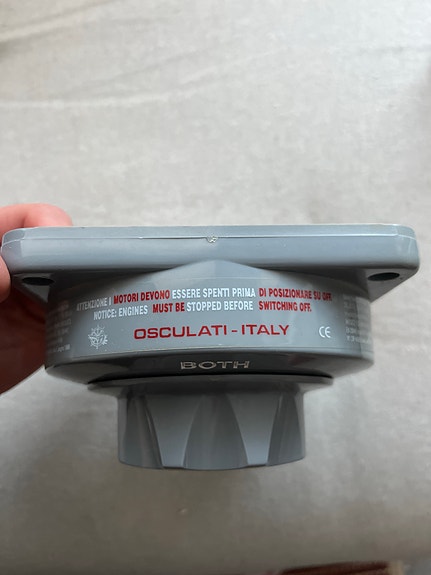 ATTENZIONE I MOTORI DEVONO ESSERE SPENTI PRIMA DI POSIZIONARE SU OFF.
NOTICE: ENGINES MUST BE STOPPED BEFORE SWITCHING OFF.
OSCULATI - ITALY
CE
BOTH